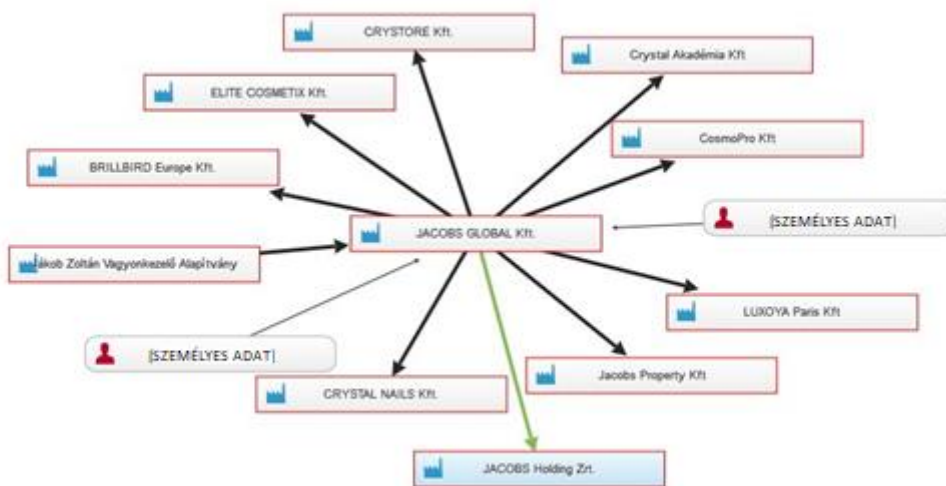 CRYSTORE Kft.
Crystal Akadémia Kft
ELITE COSMETIX Kft.
CosmoPro Kft
BRILLBIRD Europe Kft.
[SZEMÉLYES ADAT]
JACOBS GLOBAL Kft.
Jákob Zoltán Vagyonkezelő Alapítvány
LUXOYA Paris Kft
[SZEMÉLYES ADAT]
Jacobs Property Kft
CRYSTAL NAILS Kft.
JACOBS Holding Zrt.